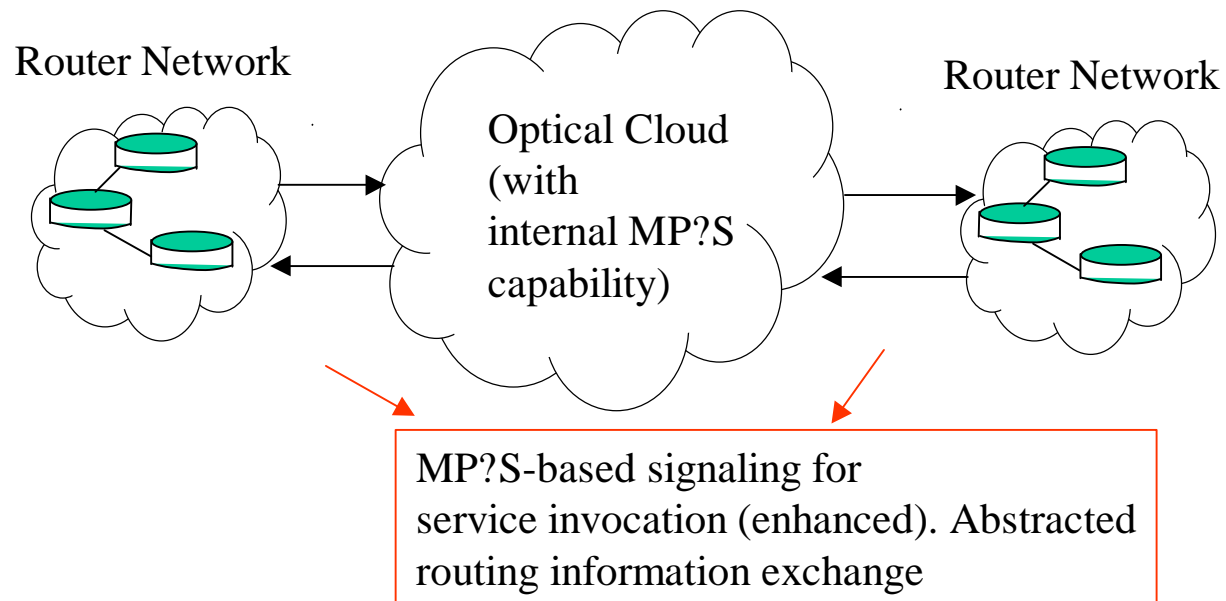 Router Network
Router Network
Optical Cloud
(with
internal MP?S
capability)
MP?S-based signaling for
service invocation (enhanced). Abstracted
routing information exchange